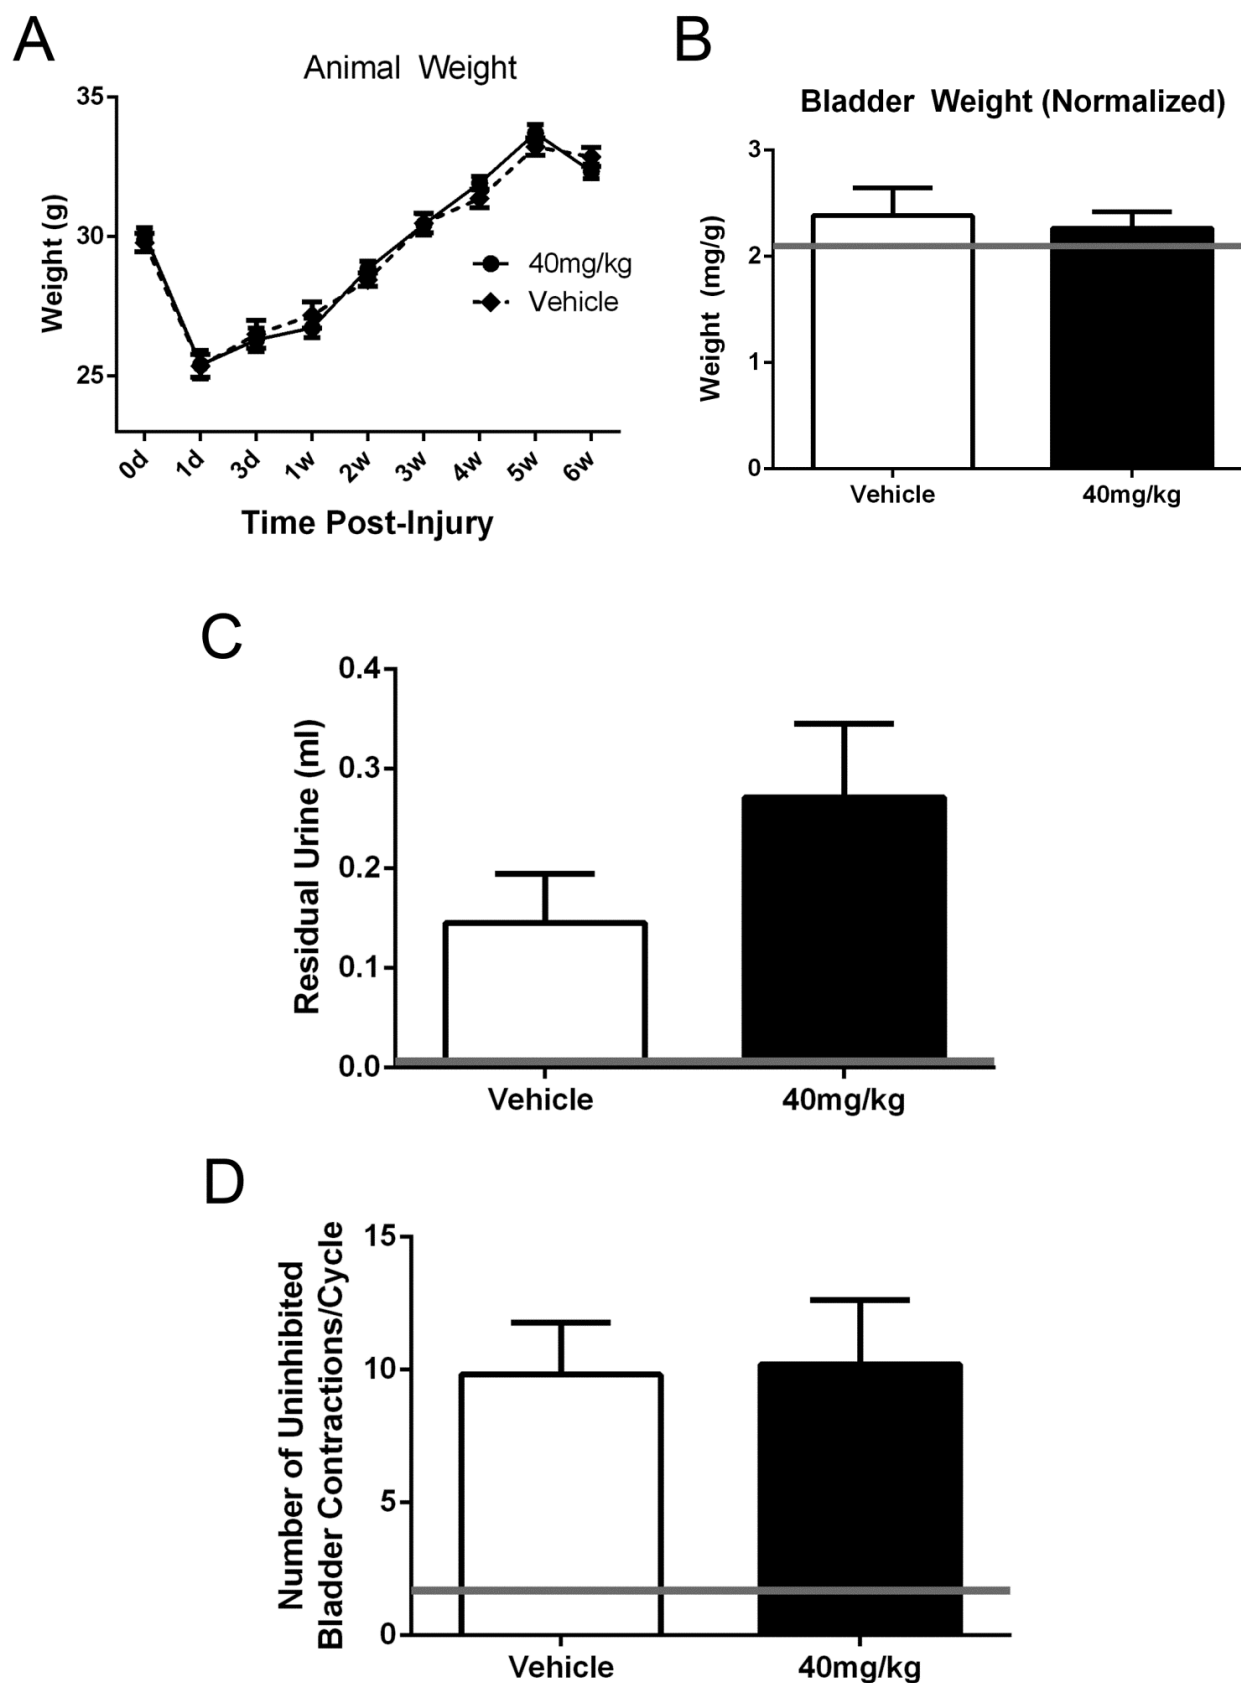 A
Animal Weight
Weight (g)
35
30
25
40mg/kg
Vehicle
0d
1d
3d
1w
2w
3w
4w
5w
6w
Time Post-Injury
B
Bladder Weight (Normalized)
Weight (mg/g)
3
2
1
0
Vehicle
40mg/kg
C
Residual Urine (ml)
0.4
0.3
0.2
0.1
0.0
Vehicle
40mg/kg
D
Number of Uninhibited
Bladder Contractions/Cycle
15
10
5
0
Vehicle
40mg/kg